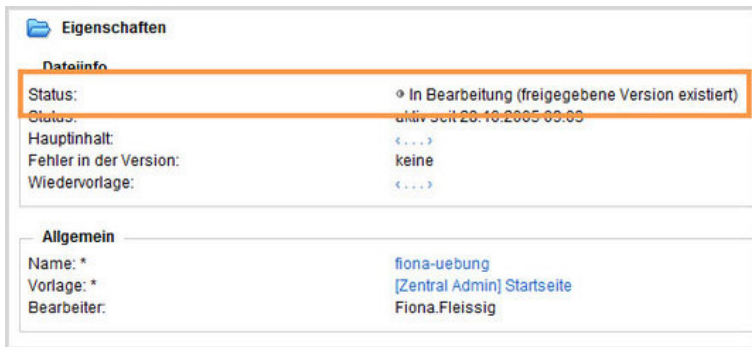 Eigenschaften
Dateiinfo
Status: In Bearbeitung (freigegebene Version existiert)
Status: aktiv seit 28.10.2005 09:09
Hauptinhalt: <...>
Fehler in der Version: keine
Wiedervorlage: <...>
Allgemein
Name: * fiona-uebung
Vorlage: * [Zentral Admin] Startseite
Bearbeiter: Fiona.Fleissig